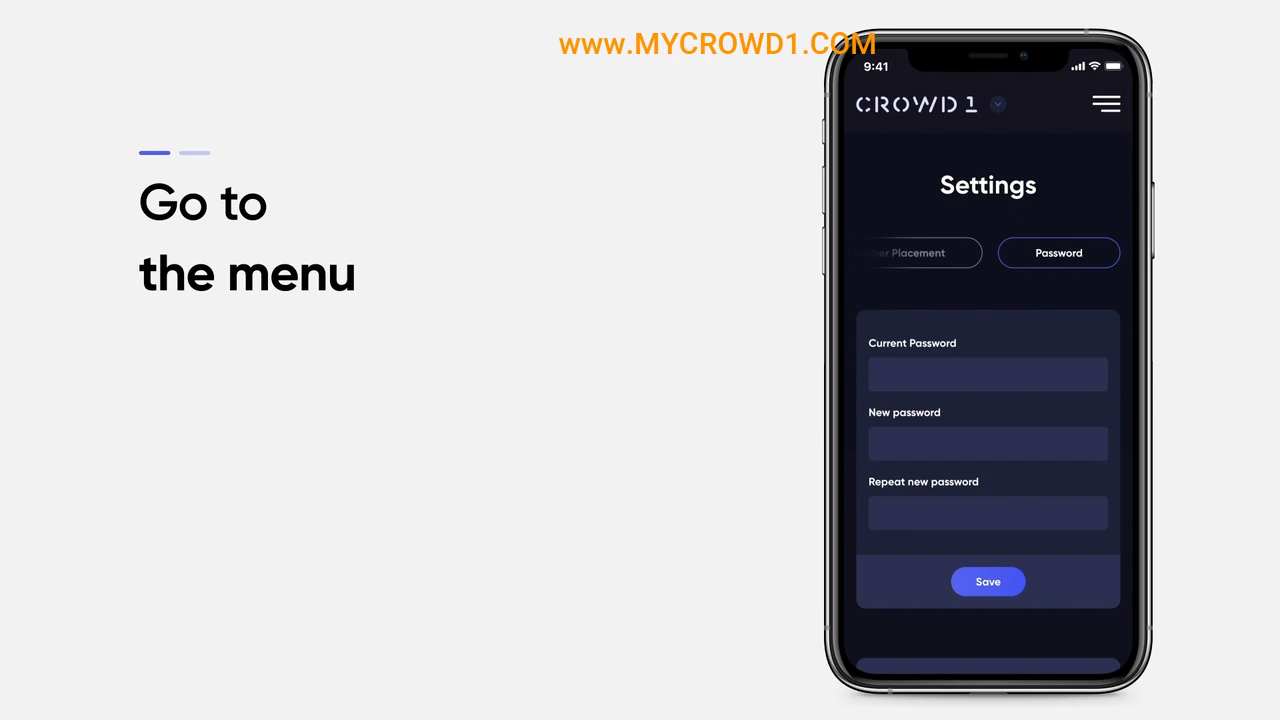 www.MYCROWD1.COM
Go to
the menu
9:41
CROWD 1
Settings
Placement
Password
Current Password
New password
Repeat new password
Save